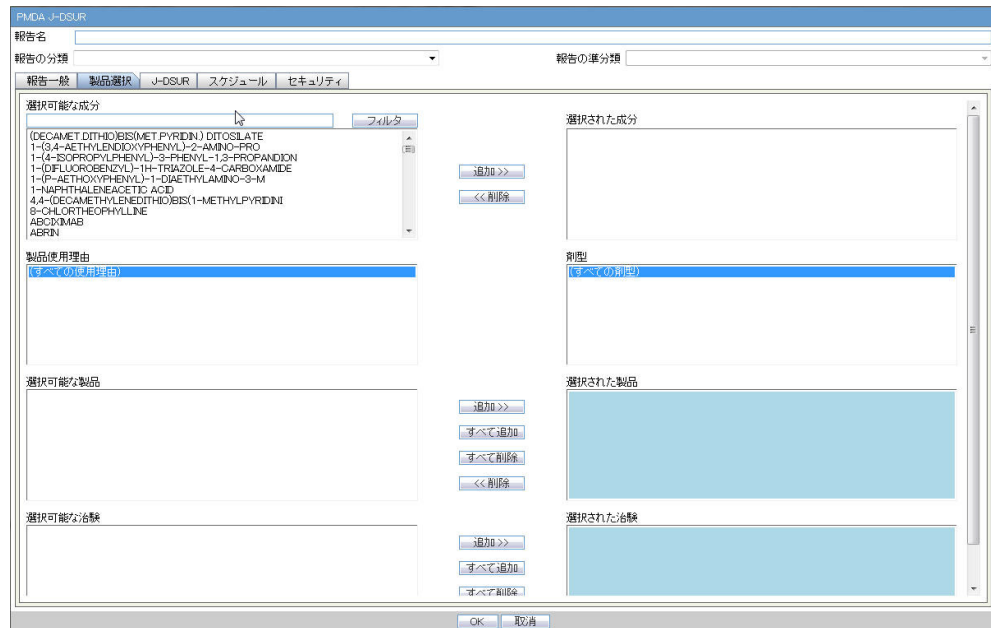 PMDA J-DSUR
報告名
報告の分類
報告の準分類
報告一般 製品選択 J-DSUR スケジュール セキュリティ
選択可能な成分
フィルタ
選択された成分
(DECAMET.DITHIO)BIS(MET.PYRIDIN.) DITOSILATE
1-(3,4-AETHYLENDIOXYPHENYL)-2-AMINO-PRO
1-(4-ISOPROPYLPHENYL)-3-PHENYL-1,3-PROPANDION
1-(DIFLUOROBENZYL)-1H-TRIAZOLE-4-CARBOXAMIDE
1-(P-AETHOXYPHENYL)-1-DIAETHYLAMINO-3-M
1-NAPHTHALENEACETIC ACID
4,4-(DECAMETHYLENEDITHIO)BIS(1-METHYLPYRIDINI
8-CHLORTHEOPHYLLINE
ABCIXIMAB
ABRIN
追加 >>
<< 削除
製品使用理由
(すべての使用理由)
剤型
(すべての剤型)
選択可能な製品
選択された製品
追加 >>
すべて追加
すべて削除
<< 削除
選択可能な治験
選択された治験
追加 >>
すべて追加
すべて削除
OK 取消